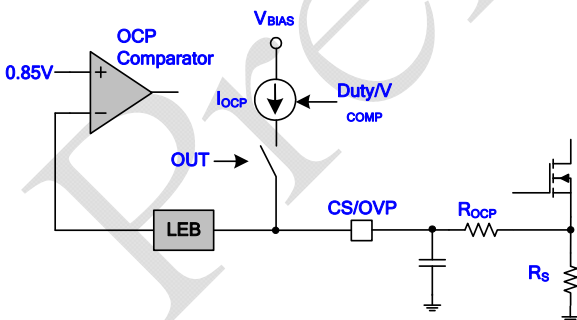 V_BIAS
OCP
Comparator
0.85V
+
−
I_OCP
Duty/V
COMP
OUT
LEB
CS/OVP
R_OCP
R_S